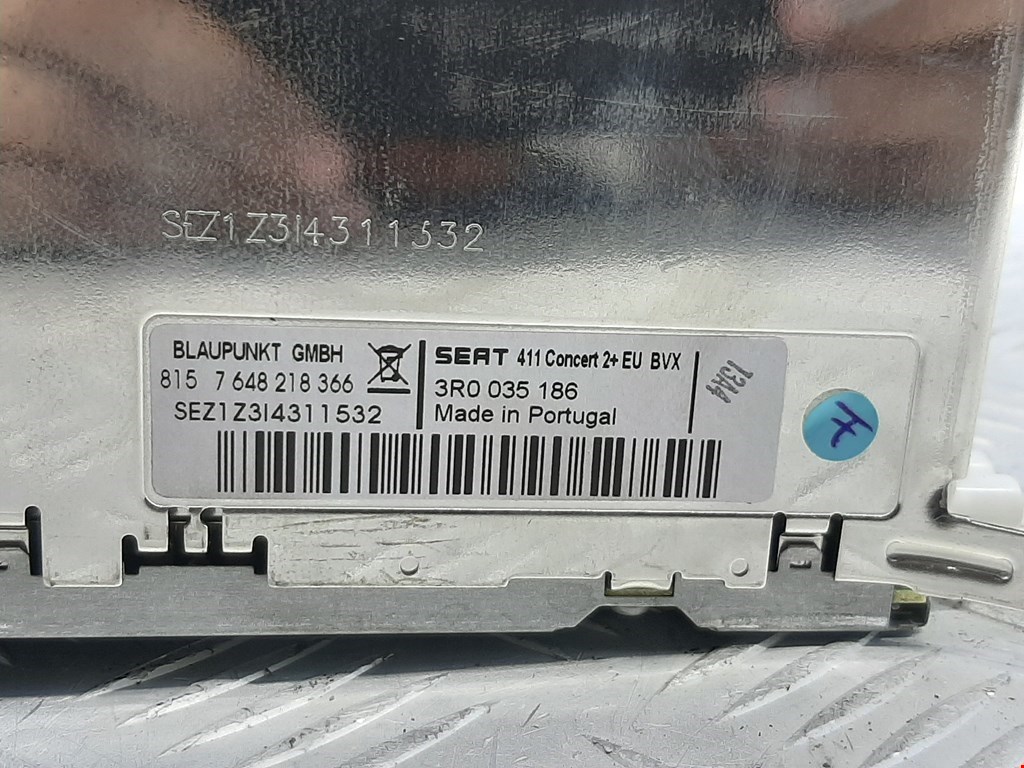 SEZ1Z3I4311532
BLAUPUNKT GMBH
815 7 648 218 366
SEZ1Z3I4311532
SEAT 411 Concert 2+ EU BVX
3R0 035 186
Made in Portugal
13A4
7